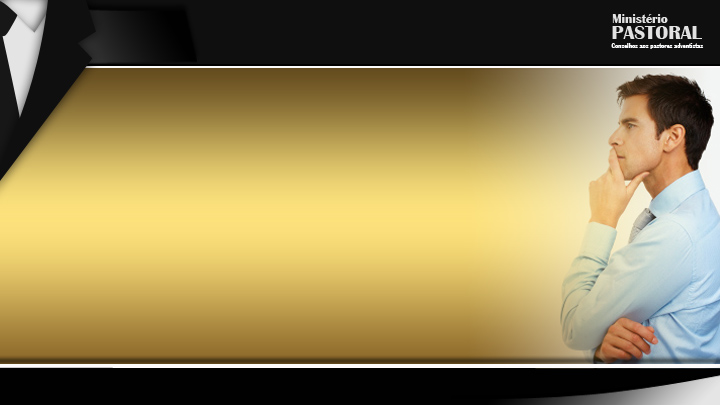 Ministério
PASTORAL
Conselhos aos pastores adventistas